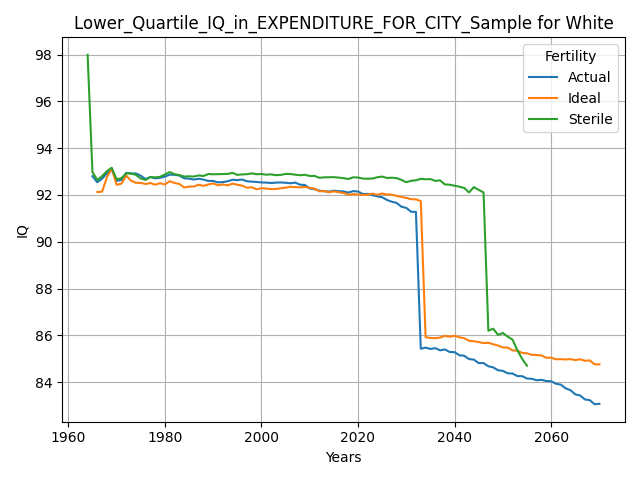 Lower_Quartile_IQ_in_EXPENDITURE_FOR_CITY_Sample for White
Fertility
Actual
Ideal
Sterile
IQ
98
96
94
92
90
88
86
84
1960
1980
2000
2020
2040
2060
Years